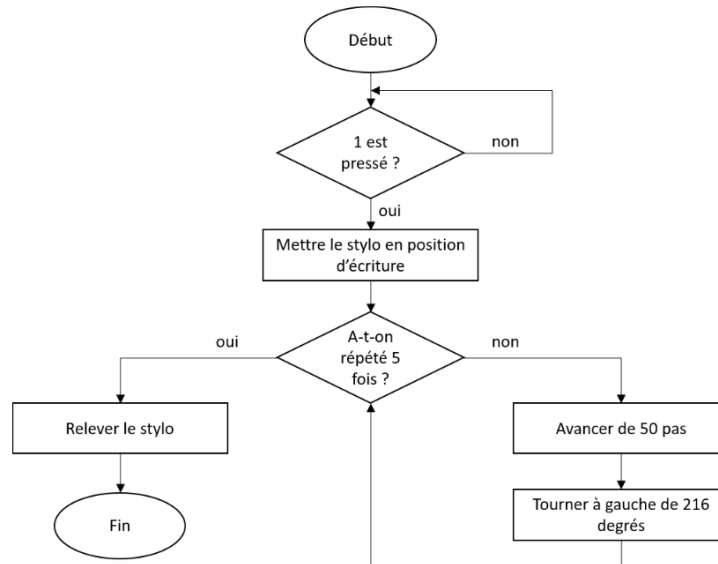 Début
1 est
pressé ?
non
oui
Mettre le stylo en position
d'écriture
oui
A-t-on
répété 5
fois ?
non
Relever le stylo
Avancer de 50 pas
Fin
Tourner à gauche de 216
degrés